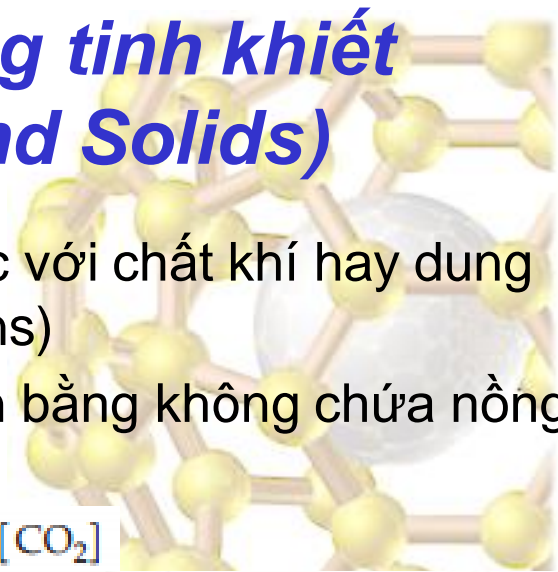 g tinh khiết
nd Solids)
c với chất khí hay dung
ns)
n bằng không chứa nồng
[CO₂]